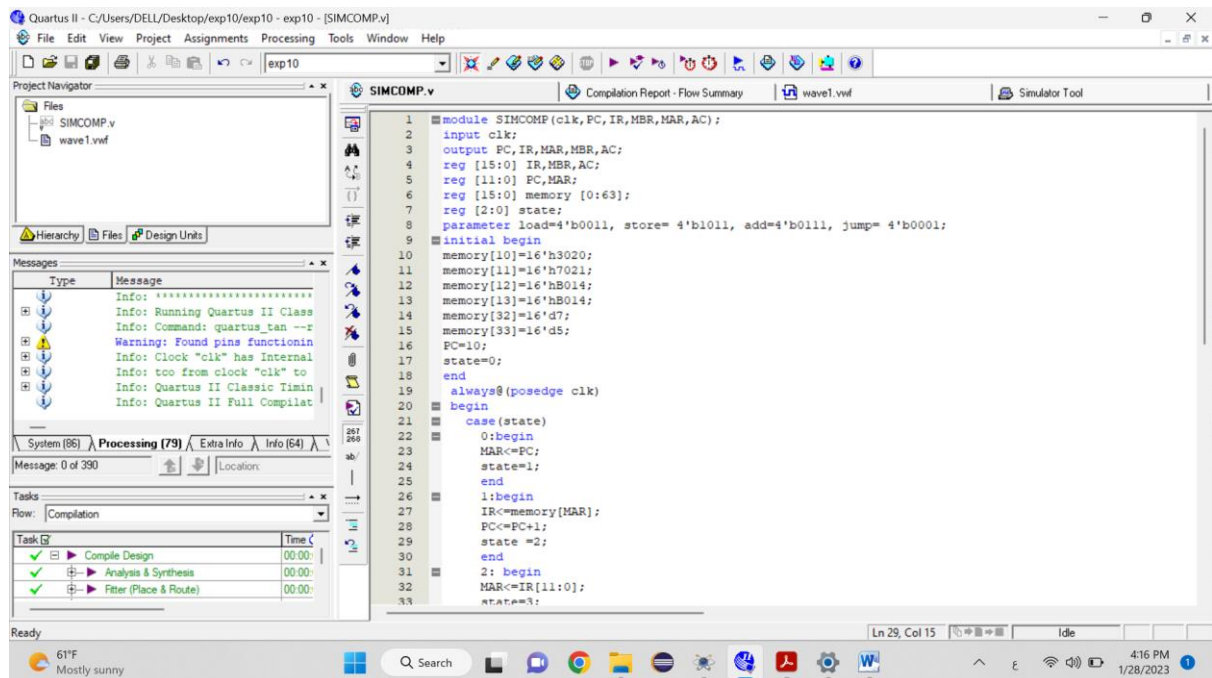 Quartus II - C:/Users/DELL/Desktop/exp10/exp10 - exp10 - [SIMCOMP.v]
File Edit View Project Assignments Processing Tools Window Help
exp10
Project Navigator
Files
SIMCOMP.v
wave1.vwf
Hierarchy Files Design Units
Messages
Type Message
Info: ************************
Info: Running Quartus II Class
Info: Command: quartus_tan --r
Warning: Found pins functionin
Info: Clock "clk" has Internal
Info: tco from clock "clk" to
Info: Quartus II Classic Timin
Info: Quartus II Full Compilat
System (86) Processing (79) Extra Info Info (64)
Message: 0 of 390 Location:
Tasks
Flow: Compilation
Task Time
Compile Design 00:00:
Analysis & Synthesis 00:00:
Fitter (Place & Route) 00:00:
SIMCOMP.v Compilation Report - Flow Summary wave1.vwf Simulator Tool
267
268
ab/
1 module SIMCOMP(clk,PC,IR,MBR,MAR,AC);
2 input clk;
3 output PC,IR,MAR,MBR,AC;
4 reg [15:0] IR,MBR,AC;
5 reg [11:0] PC,MAR;
6 reg [15:0] memory [0:63];
7 reg [2:0] state;
8 parameter load=4'b0011, store= 4'b1011, add=4'b0111, jump= 4'b0001;
9 initial begin
10 memory[10]=16'h3020;
11 memory[11]=16'h7021;
12 memory[12]=16'hB014;
13 memory[13]=16'hB014;
14 memory[32]=16'd7;
15 memory[33]=16'd5;
16 PC=10;
17 state=0;
18 end
19 always@(posedge clk)
20 begin
21 case(state)
22 0:begin
23 MAR<=PC;
24 state=1;
25 end
26 1:begin
27 IR<=memory[MAR];
28 PC<=PC+1;
29 state =2;
30 end
31 2: begin
32 MAR<=IR[11:0];
33 state=3;
Ready Ln 29, Col 15 Idle
61°F
Mostly sunny
Search
ع
4:16 PM
1/28/2023
1